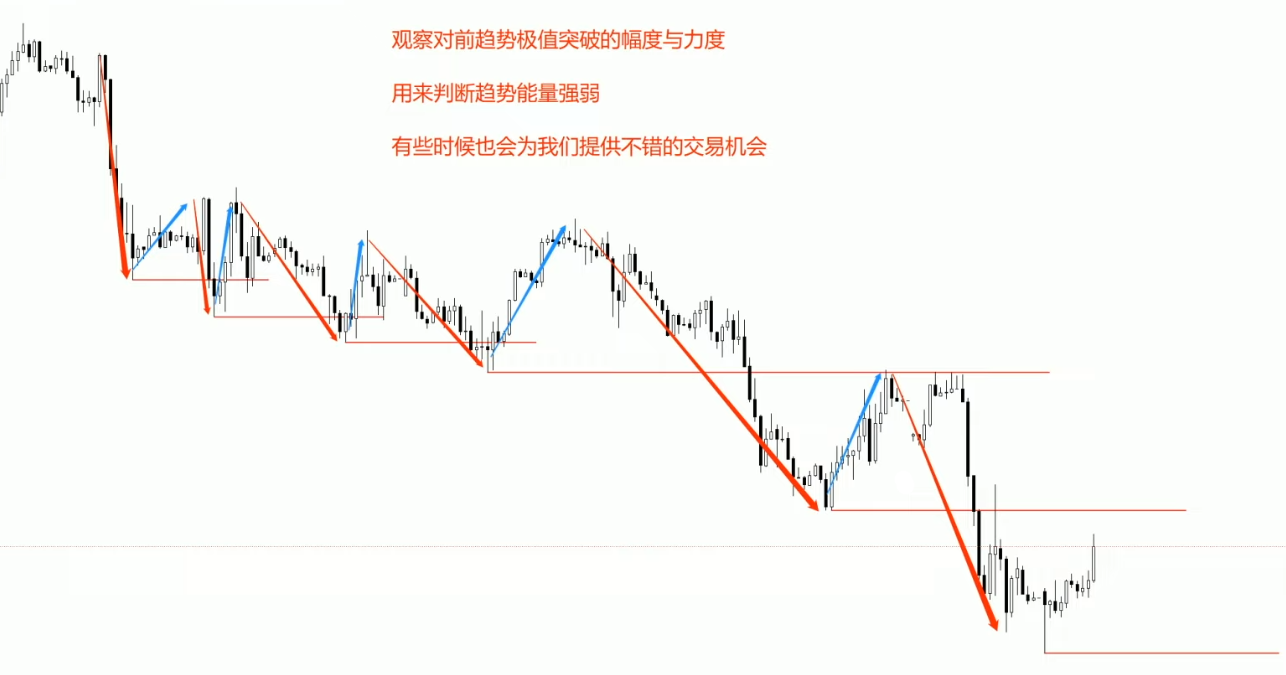 观察对前趋势极值突破的幅度与力度
用来判断趋势能量强弱
有些时候也会为我们提供不错的交易机会